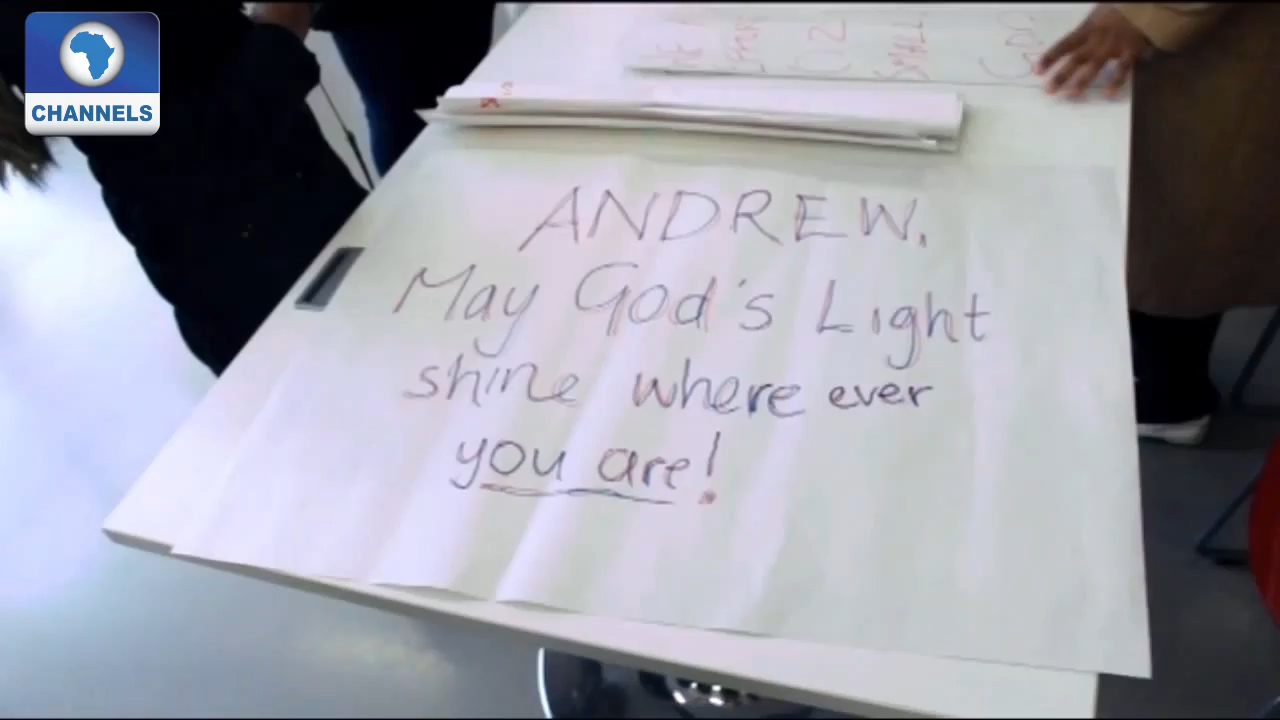 CHANNELS
ANDREW.
May God's Light
shine where ever
you are!